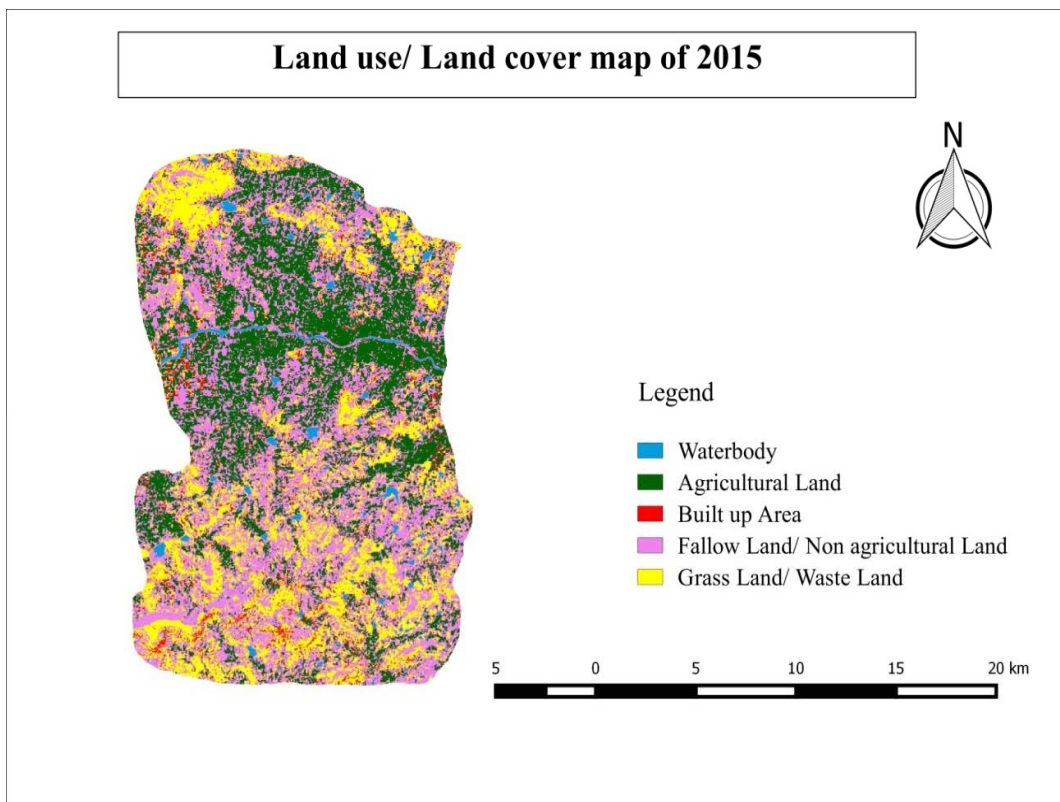 Land use/ Land cover map of 2015
N
Legend
Waterbody
Agricultural Land
Built up Area
Fallow Land/ Non agricultural Land
Grass Land/ Waste Land
5 0 5 10 15 20 km